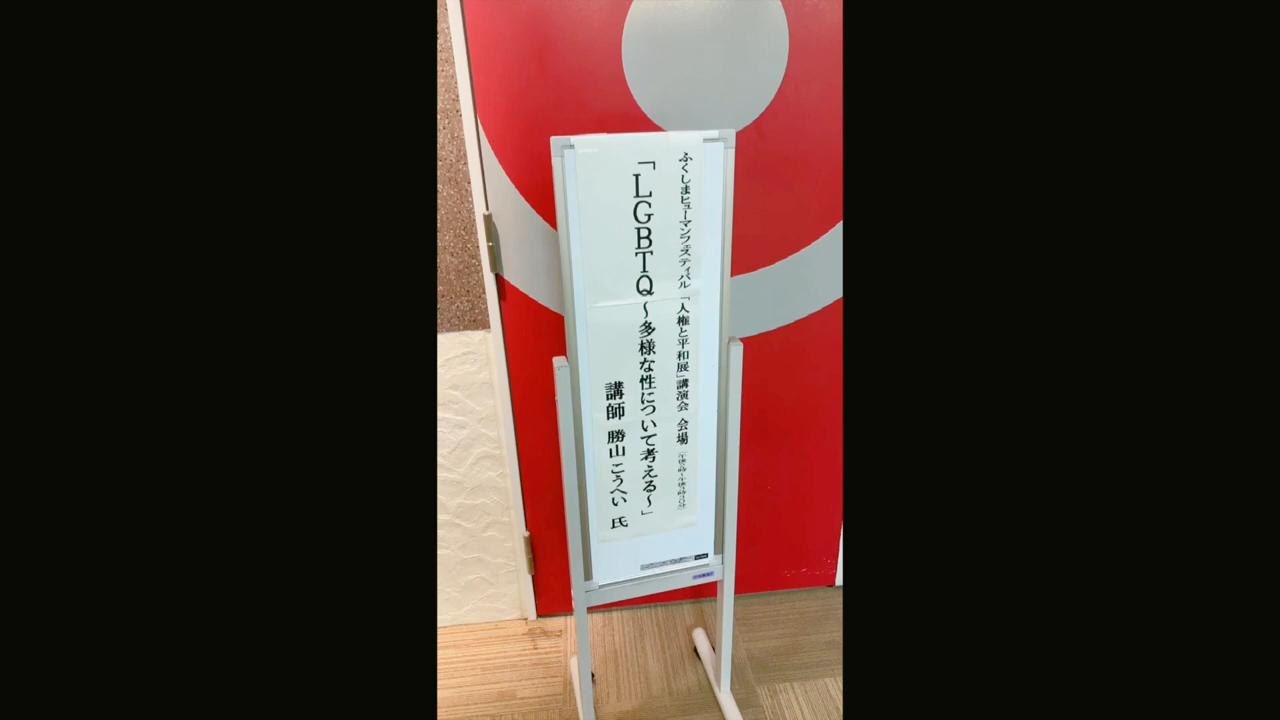 ふくしまヒューマンフェスティバル「人権と平和展」講演会 会場
「LGBTQ～多様な性について考える～」
講師 勝山 こうへい 氏